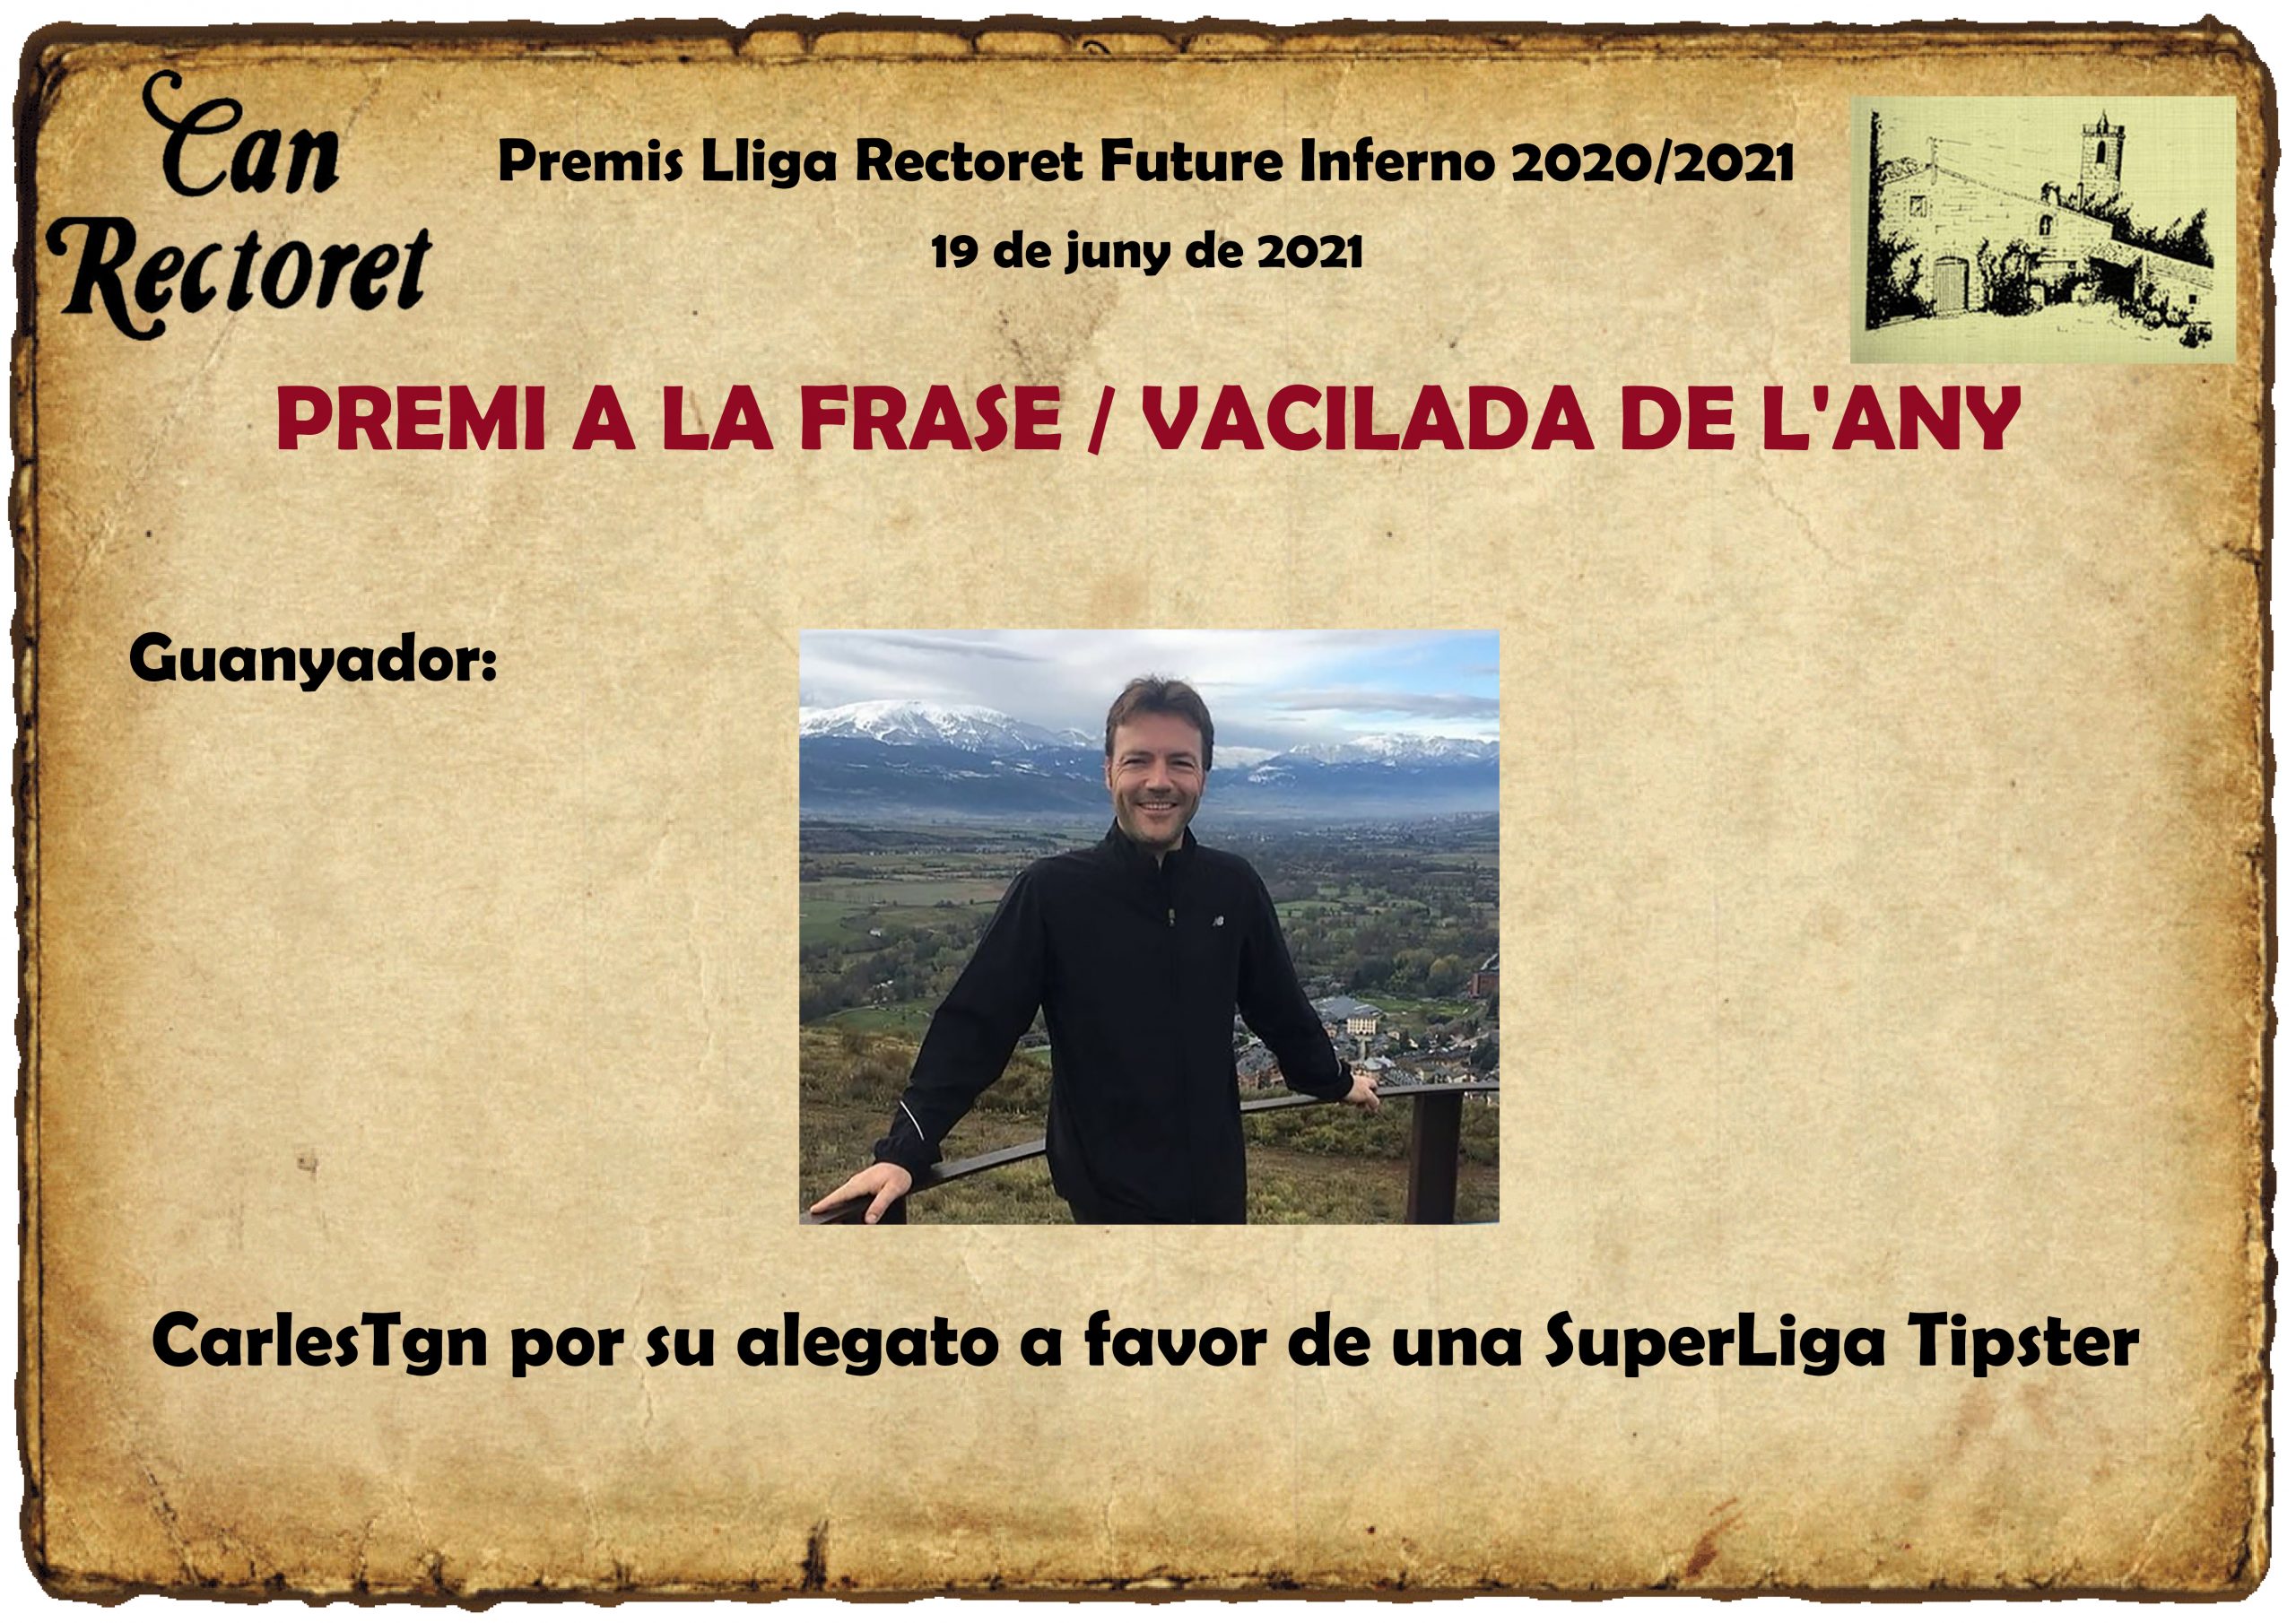 Can
Rectoret
Premis Lliga Rectoret Future Inferno 2020/2021
19 de juny de 2021
PREMI A LA FRASE / VACILADA DE L'ANY
Guanyador:
CarlesTgn por su alegato a favor de una SuperLiga Tipster